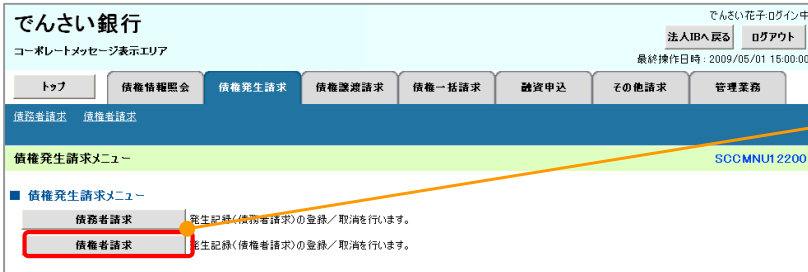 でんさい花子:ログイン中
でんさい銀行
法人IBへ戻る ログアウト
コーポレートメッセージ表示エリア
最終操作日時:2009/05/01 15:00:00
トップ 債権情報照会 債権発生請求 債権譲渡請求 債権一括請求 融資申込 その他請求 管理業務
債務者請求 債権者請求
債権発生請求メニュー SCCMNU12200
■ 債権発生請求メニュー
債務者請求 発生記録(債務者請求)の登録/取消を行います。
債権者請求 発生記録(債権者請求)の登録/取消を行います。